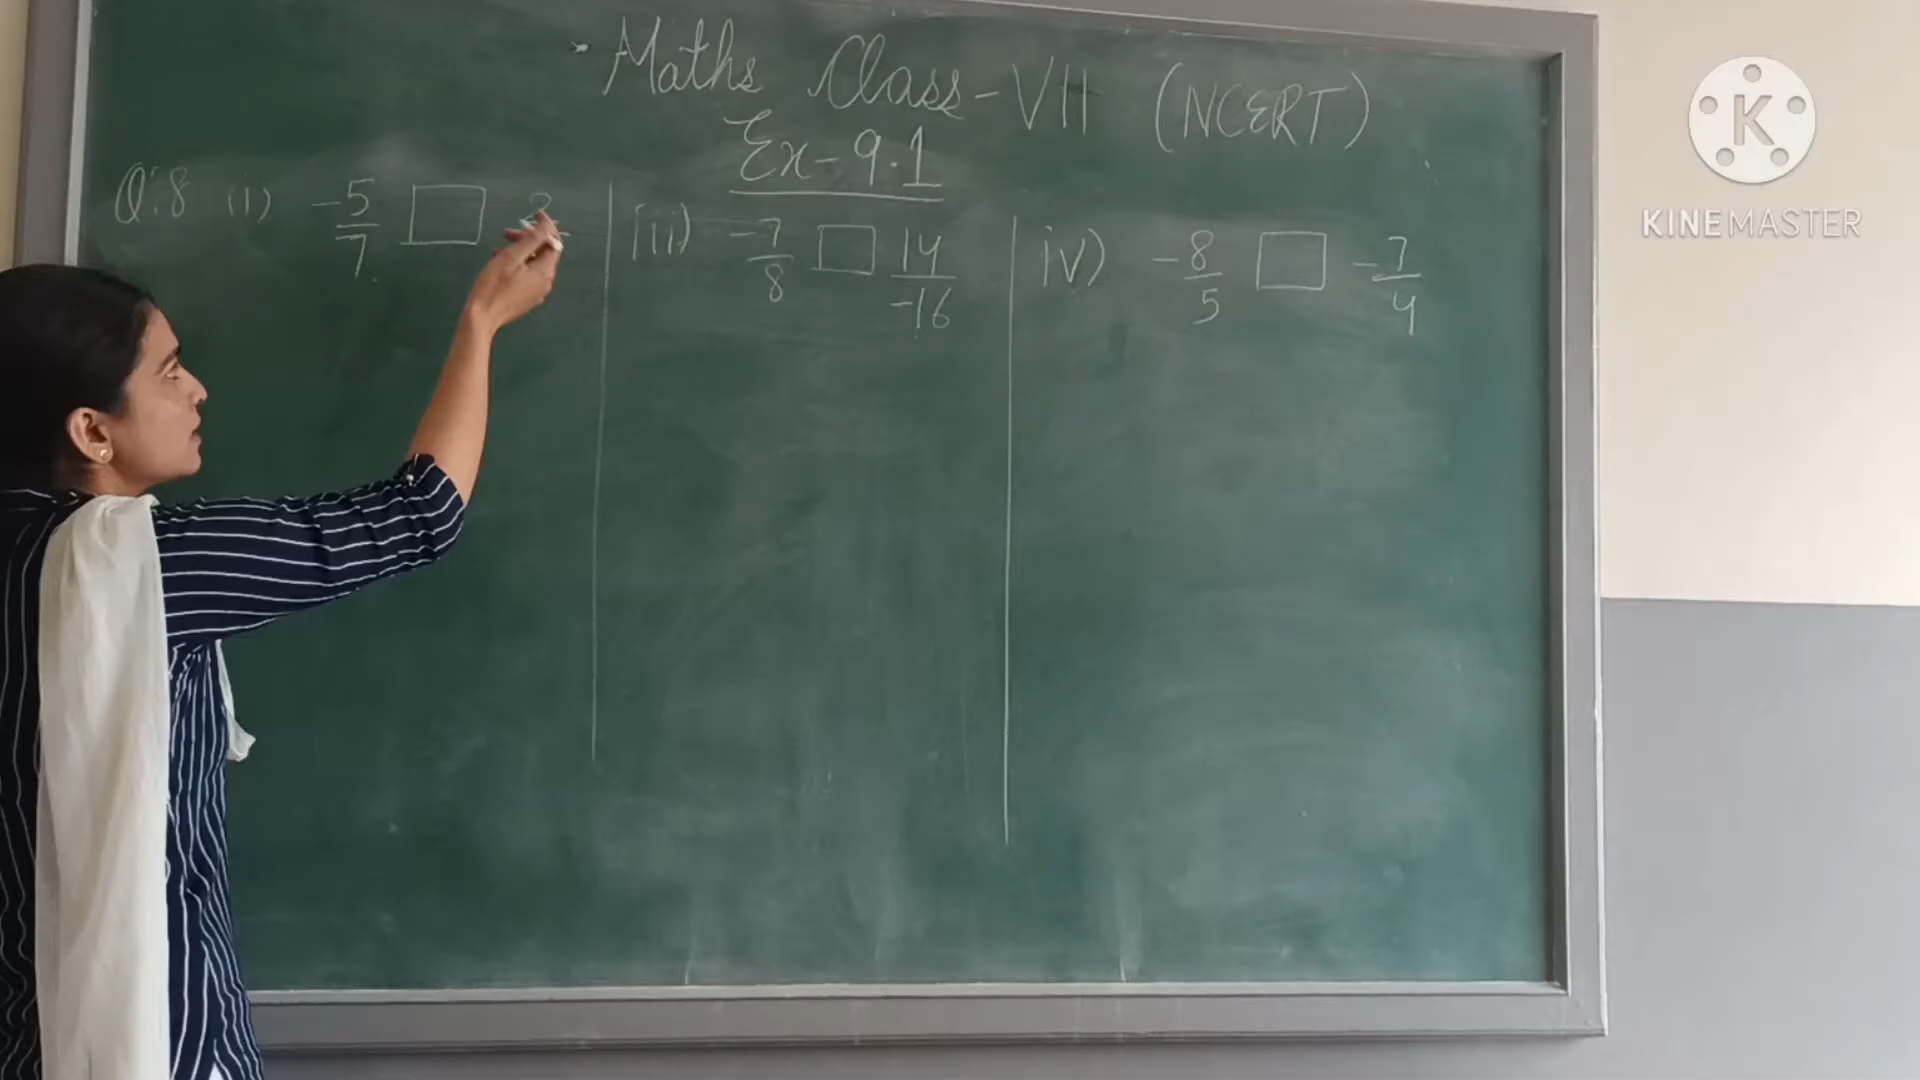 Maths Class-VII (NCERT)
Ex-9.1
Q:8 (i) -5/7 □ 2
(iii) -7/8 □ 14/-16
iv) -8/5 □ -7/4
K
KINEMASTER